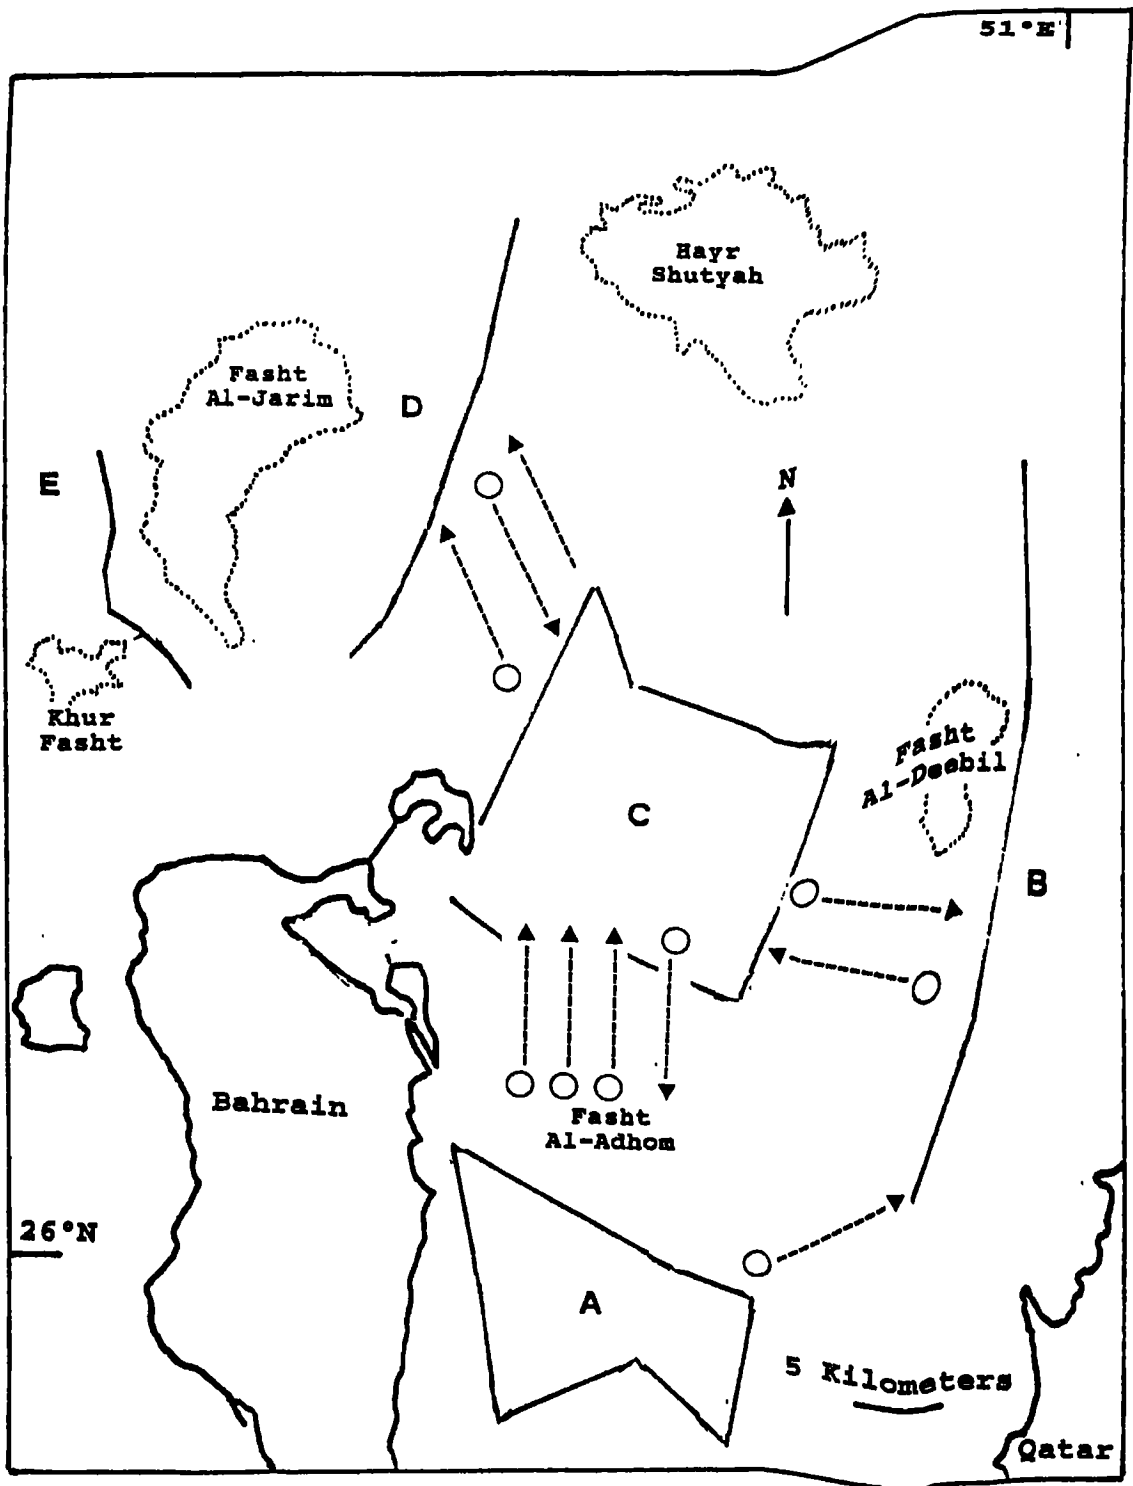 51°E
Hayr
Shutyah
Fasht
Al-Jarim
D
E
N
Khur
Fasht
Fasht
Al-Deebil
C
B
Bahrain
Fasht
Al-Adhom
26°N
A
5 Kilometers
Qatar